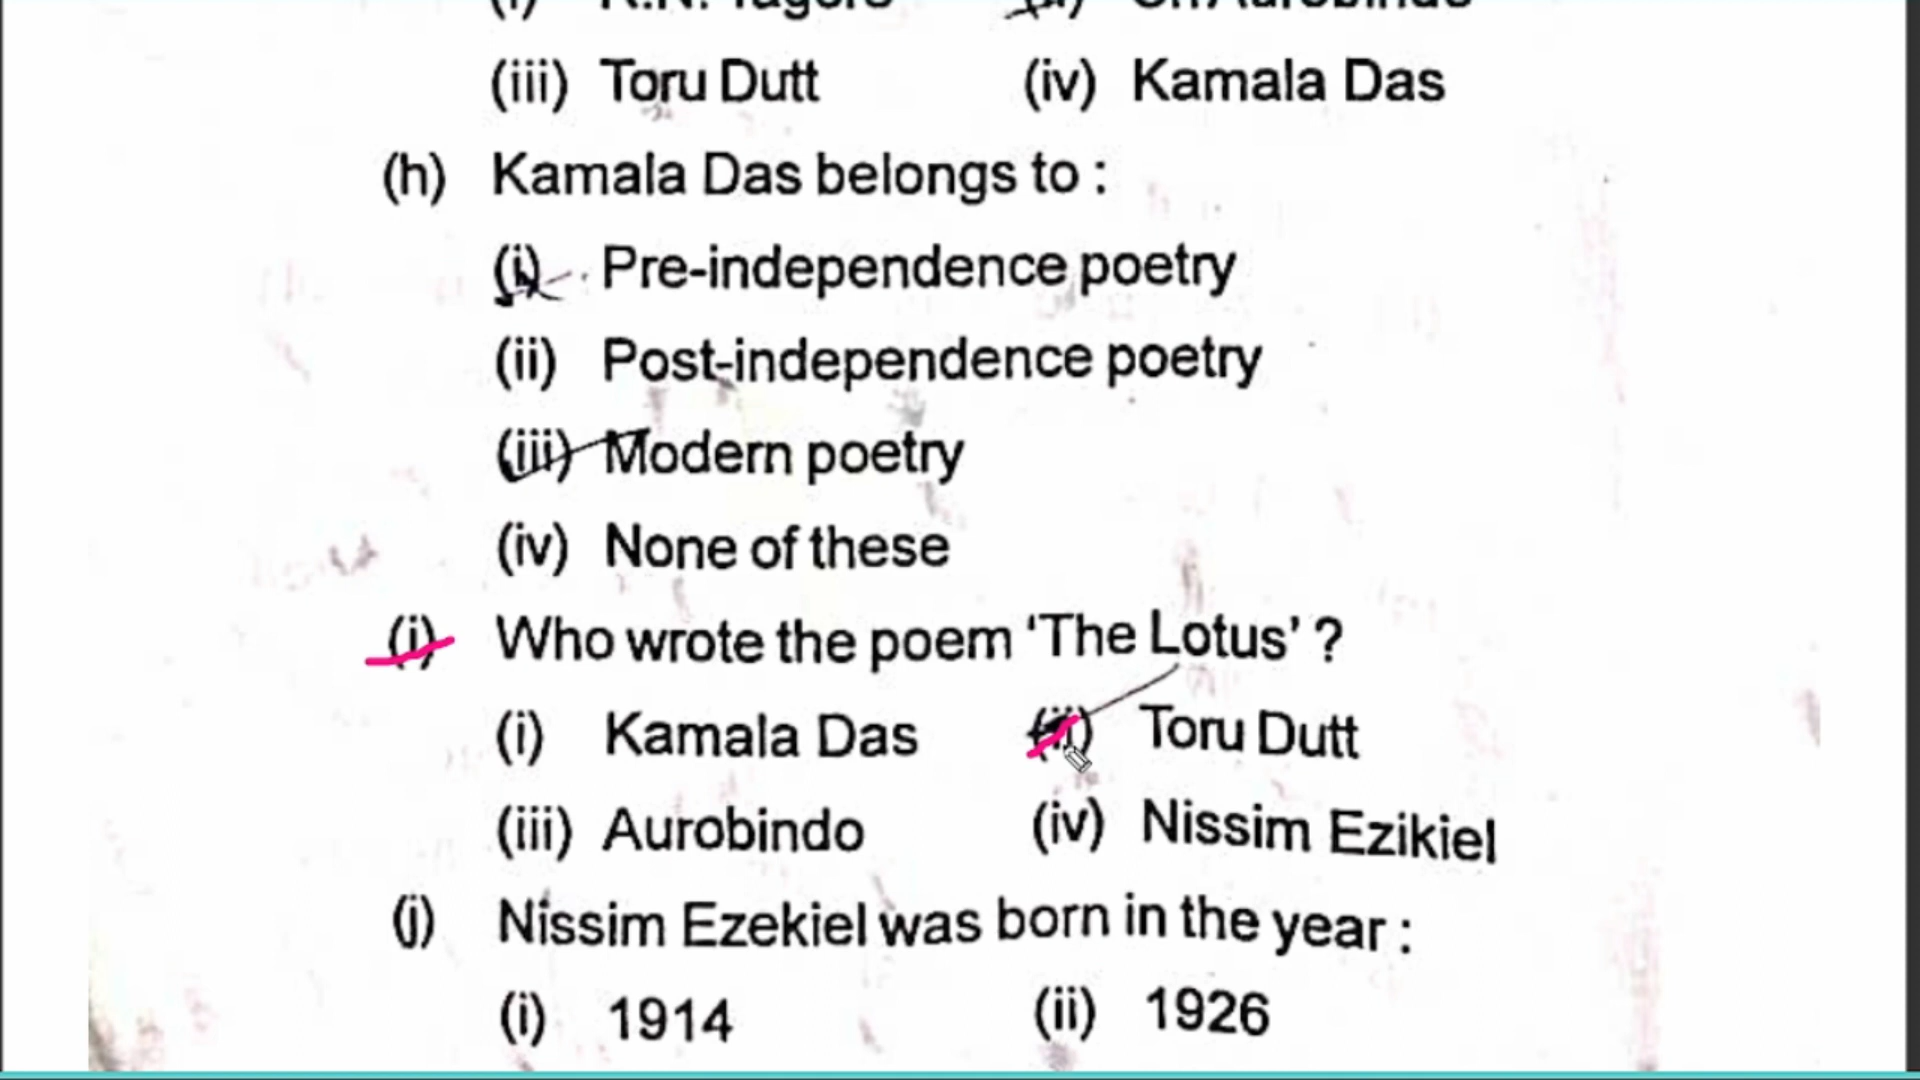 (iii) Toru Dutt (iv) Kamala Das
(h) Kamala Das belongs to :
(i) Pre-independence poetry
(ii) Post-independence poetry
(iii) Modern poetry
(iv) None of these
(i) Who wrote the poem ‘The Lotus’ ?
(i) Kamala Das (ii) Toru Dutt
(iii) Aurobindo (iv) Nissim Ezikiel
(j) Nissim Ezekiel was born in the year :
(i) 1914 (ii) 1926